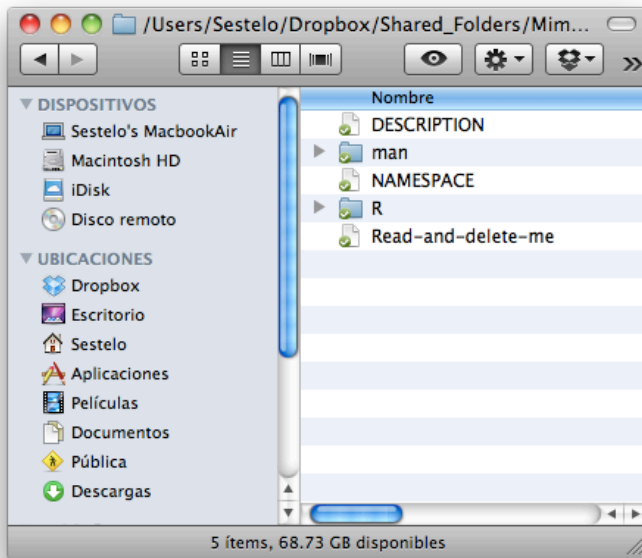 /Users/Sestelo/Dropbox/Shared_Folders/Mim...
DISPOSITIVOS
Sestelo's MacbookAir
Macintosh HD
iDisk
Disco remoto
UBICACIONES
Dropbox
Escritorio
Sestelo
Aplicaciones
Películas
Documentos
Pública
Descargas
Nombre
DESCRIPTION
man
NAMESPACE
R
Read-and-delete-me
5 ítems, 68.73 GB disponibles